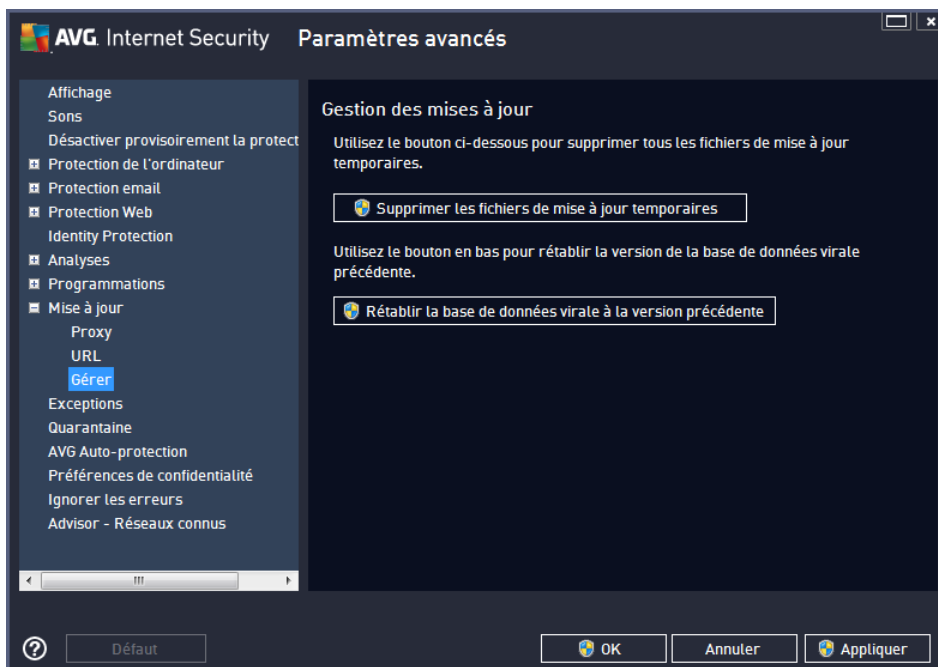 AVG. Internet Security Paramètres avancés
Affichage
Sons
Désactiver provisoirement la protect
Protection de l'ordinateur
Protection email
Protection Web
Identity Protection
Analyses
Programmations
Mise à jour
Proxy
URL
Gérer
Exceptions
Quarantaine
AVG Auto-protection
Préférences de confidentialité
Ignorer les erreurs
Advisor - Réseaux connus
Gestion des mises à jour
Utilisez le bouton ci-dessous pour supprimer tous les fichiers de mise à jour
temporaires.
Supprimer les fichiers de mise à jour temporaires
Utilisez le bouton en bas pour rétablir la version de la base de données virale
précédente.
Rétablir la base de données virale à la version précédente
Défaut
OK
Annuler
Appliquer